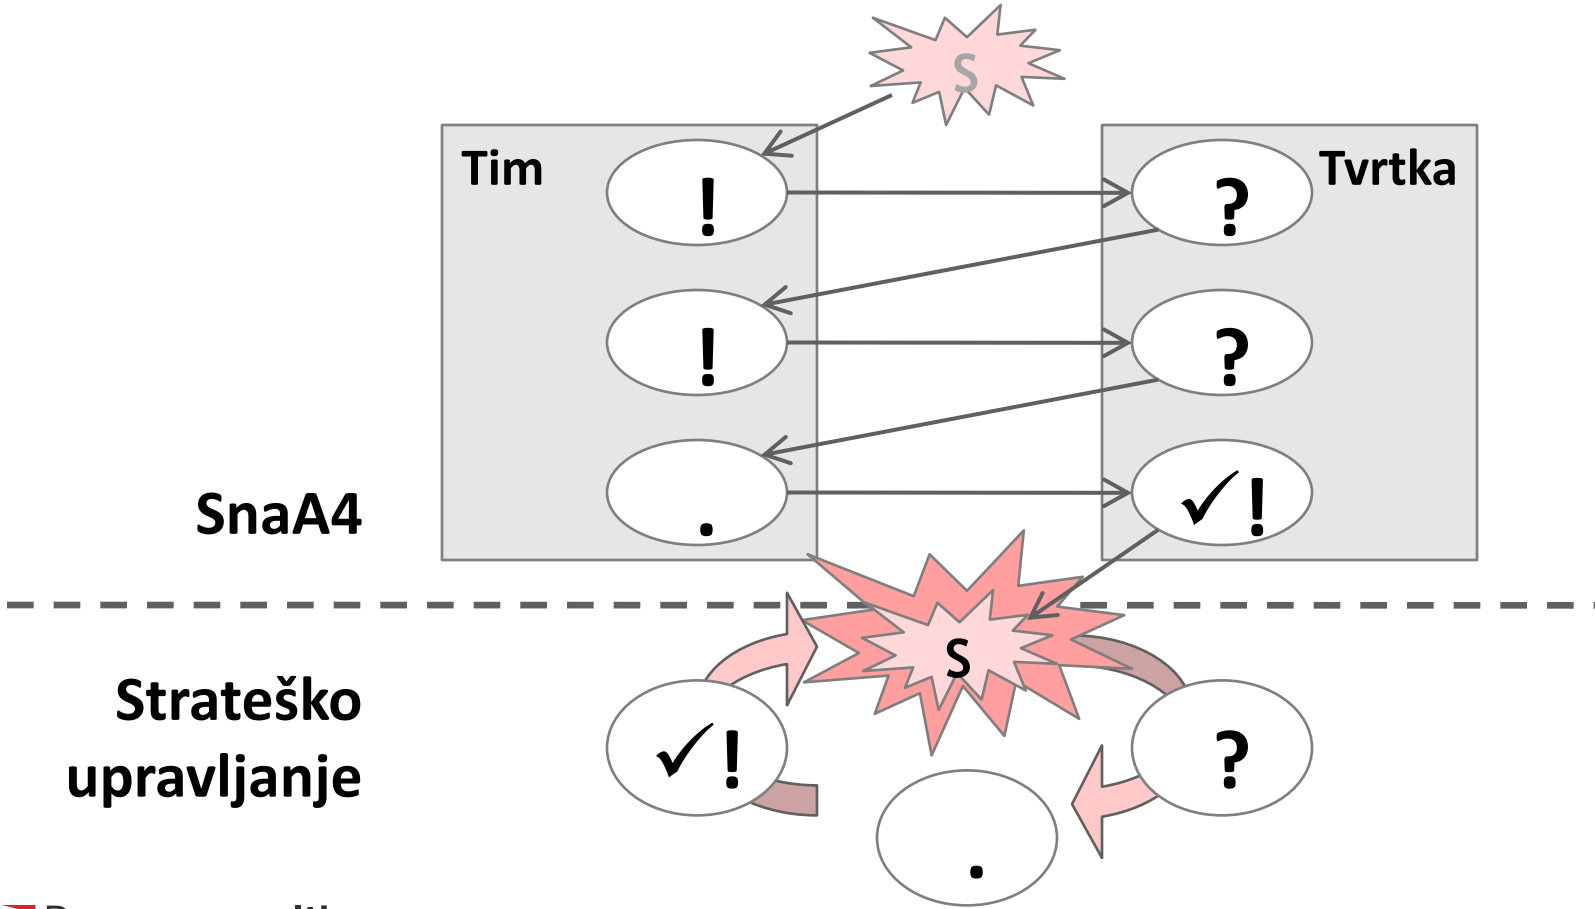 S
Tim ! ? Tvrtka
! ?
. ✓!
SnaA4
S
Strateško
upravljanje
✓! ?
.